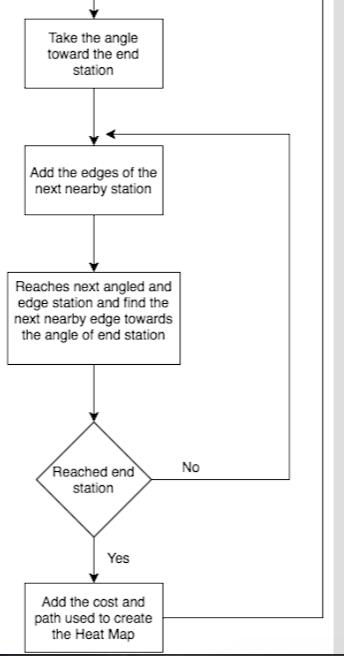 Take the angle
toward the end
station
Add the edges of the
next nearby station
Reaches next angled and
edge station and find the
next nearby edge towards
the angle of end station
Reached end
station
No
Yes
Add the cost and
path used to create
the Heat Map